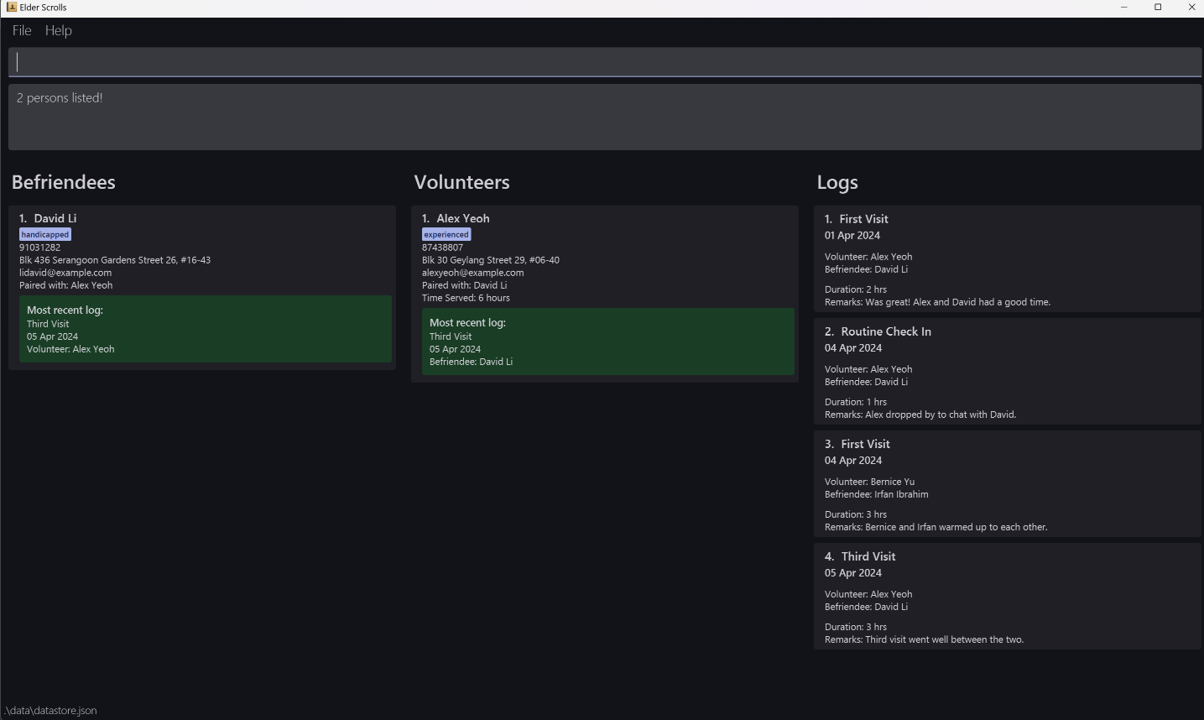 Elder Scrolls
File Help
2 persons listed!
Befriendees
1. David Li
handicapped
91031282
Blk 436 Serangoon Gardens Street 26, #16-43
lidavid@example.com
Paired with: Alex Yeoh
Most recent log:
Third Visit
05 Apr 2024
Volunteer: Alex Yeoh
Volunteers
1. Alex Yeoh
experienced
87438807
Blk 30 Geylang Street 29, #06-40
alexyeoh@example.com
Paired with: David Li
Time Served: 6 hours
Most recent log:
Third Visit
05 Apr 2024
Befriendee: David Li
Logs
1. First Visit
01 Apr 2024
Volunteer: Alex Yeoh
Befriendee: David Li
Duration: 2 hrs
Remarks: Was great! Alex and David had a good time.
2. Routine Check In
04 Apr 2024
Volunteer: Alex Yeoh
Befriendee: David Li
Duration: 1 hrs
Remarks: Alex dropped by to chat with David.
3. First Visit
04 Apr 2024
Volunteer: Bernice Yu
Befriendee: Irfan Ibrahim
Duration: 3 hrs
Remarks: Bernice and Irfan warmed up to each other.
4. Third Visit
05 Apr 2024
Volunteer: Alex Yeoh
Befriendee: David Li
Duration: 3 hrs
Remarks: Third visit went well between the two.
.\data\datastore.json